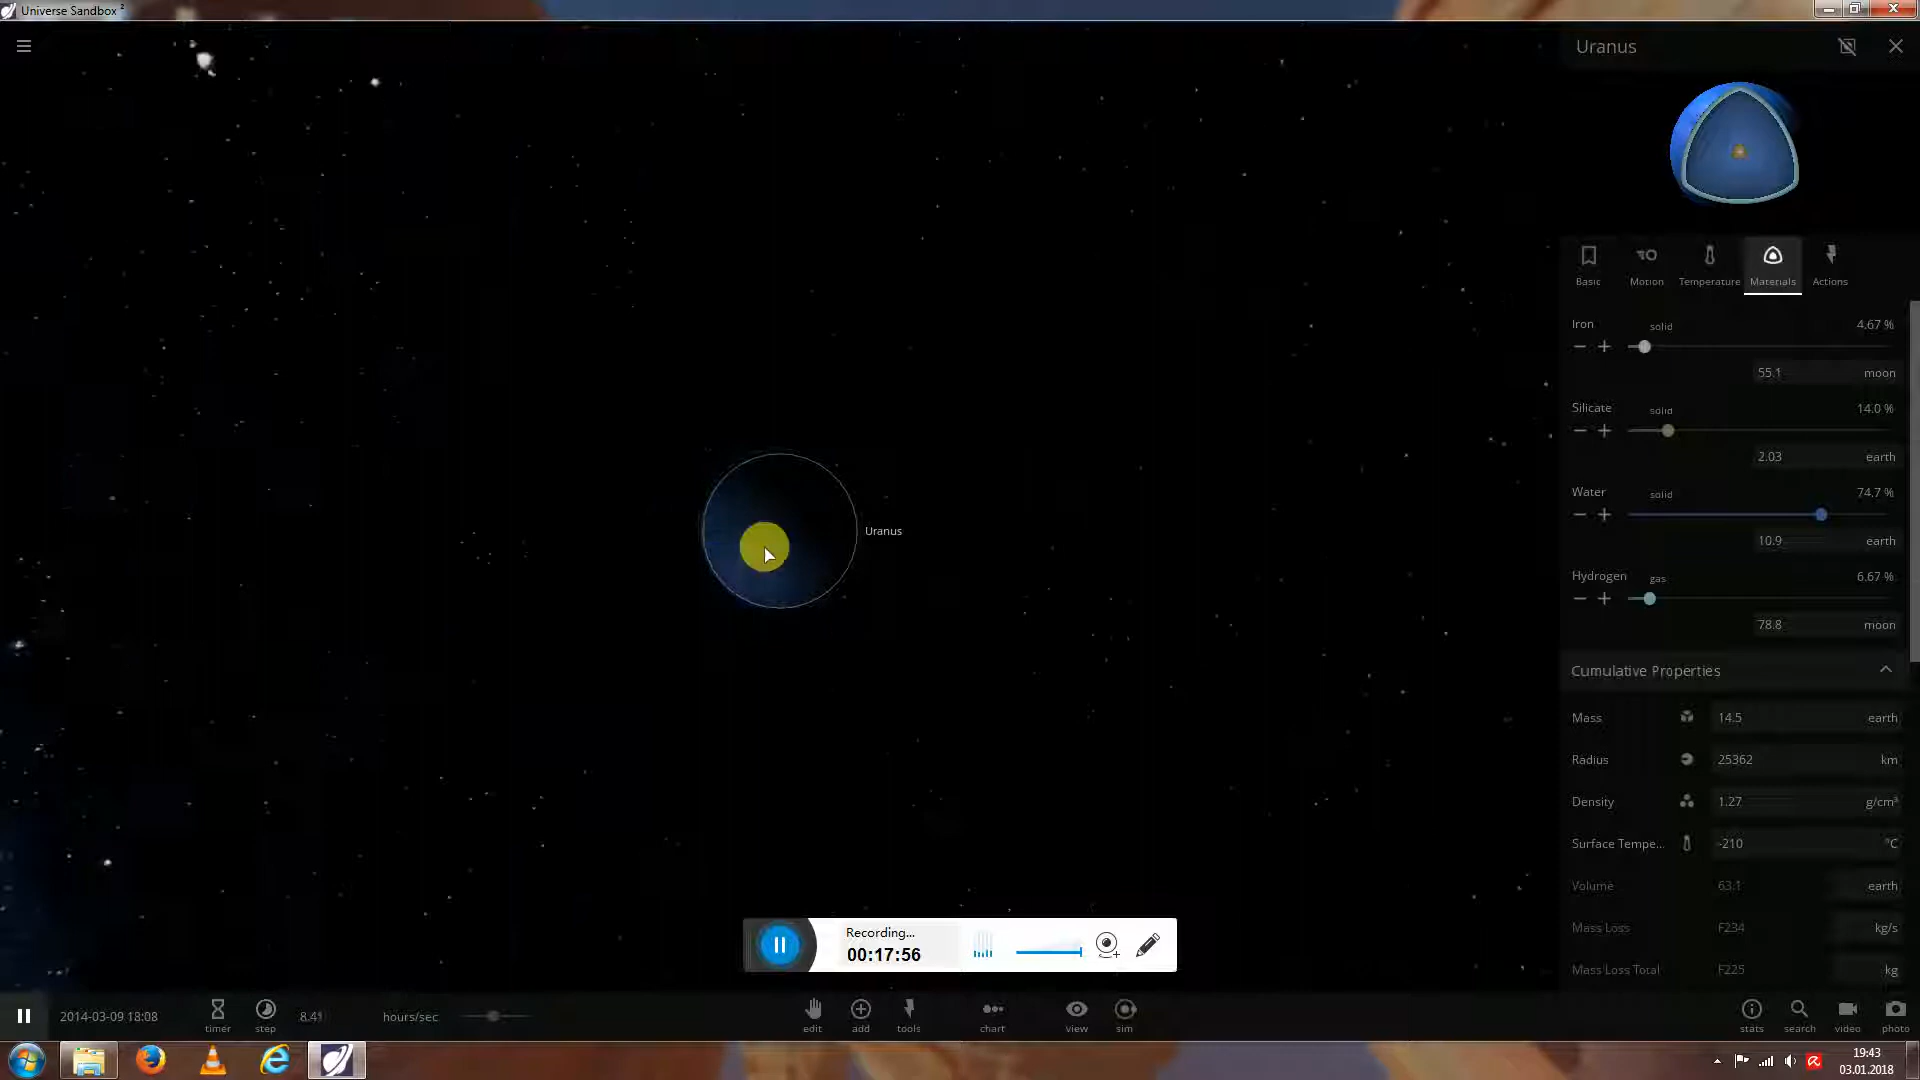 Universe Sandbox ²
Uranus
Basic
Motion
Temperature
Materials
Actions
Iron solid 4.67 %
55.1 moon
Silicate solid 14.0 %
2.03 earth
Water solid 74.7 %
10.9 earth
Hydrogen gas 6.67 %
78.8 moon
Uranus
Cumulative Properties
Mass 14.5 earth
Radius 25362 km
Density 1.27 g/cm³
Surface Tempe... -210 °C
Volume 63.1 earth
Mass Loss F234 kg/s
Mass Loss Total F225 kg
Recording...
00:17:56
2014-03-09 18:08
timer
step
8.41 hours/sec
edit
add
tools
chart
view
sim
stats
search
video
photo
19:43
03.01.2018